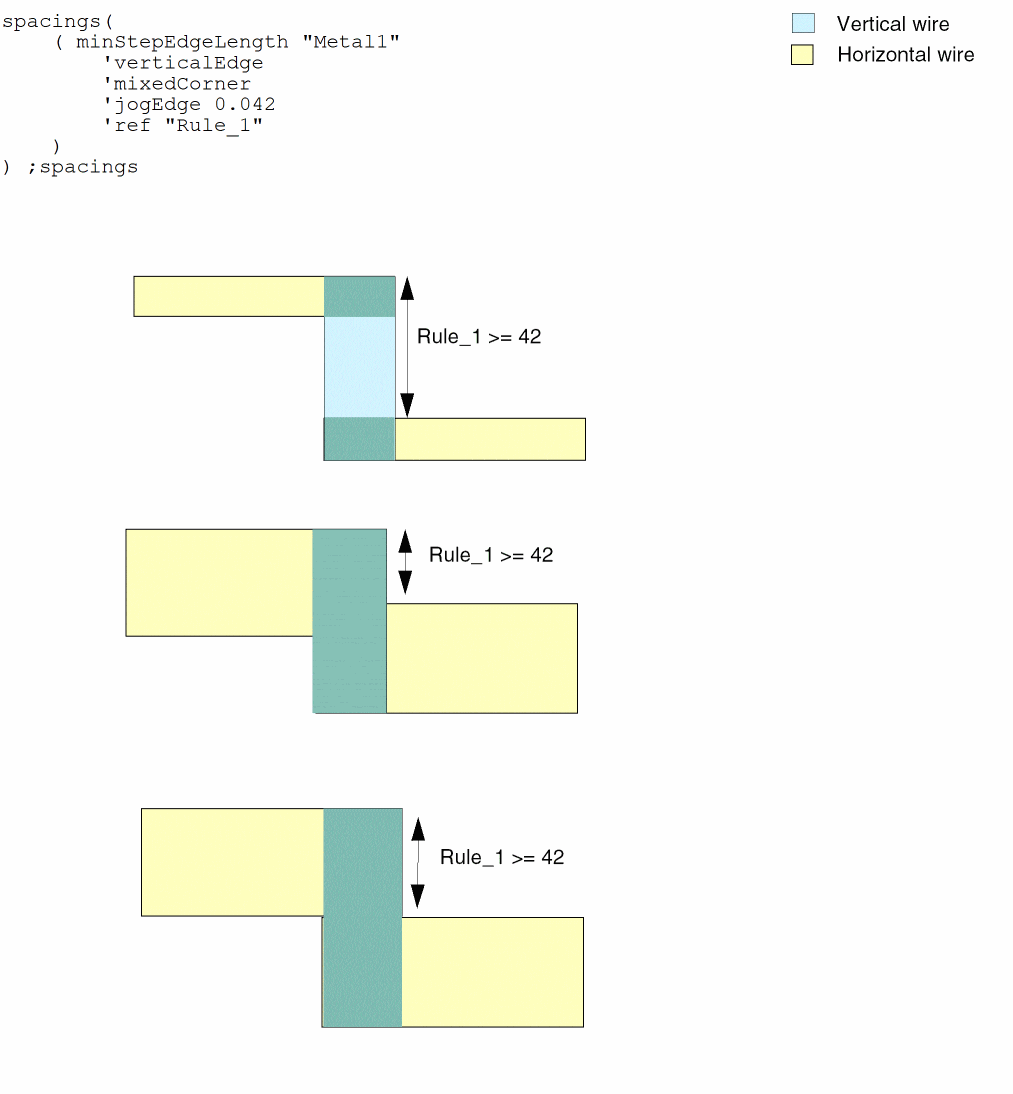 spacings(
    ( minStepEdgeLength "Metal1"
        'verticalEdge
        'mixedCorner
        'jogEdge 0.042
        'ref "Rule_1"
    )
) ;spacings
Vertical wire
Horizontal wire
Rule_1 >= 42
Rule_1 >= 42
Rule_1 >= 42